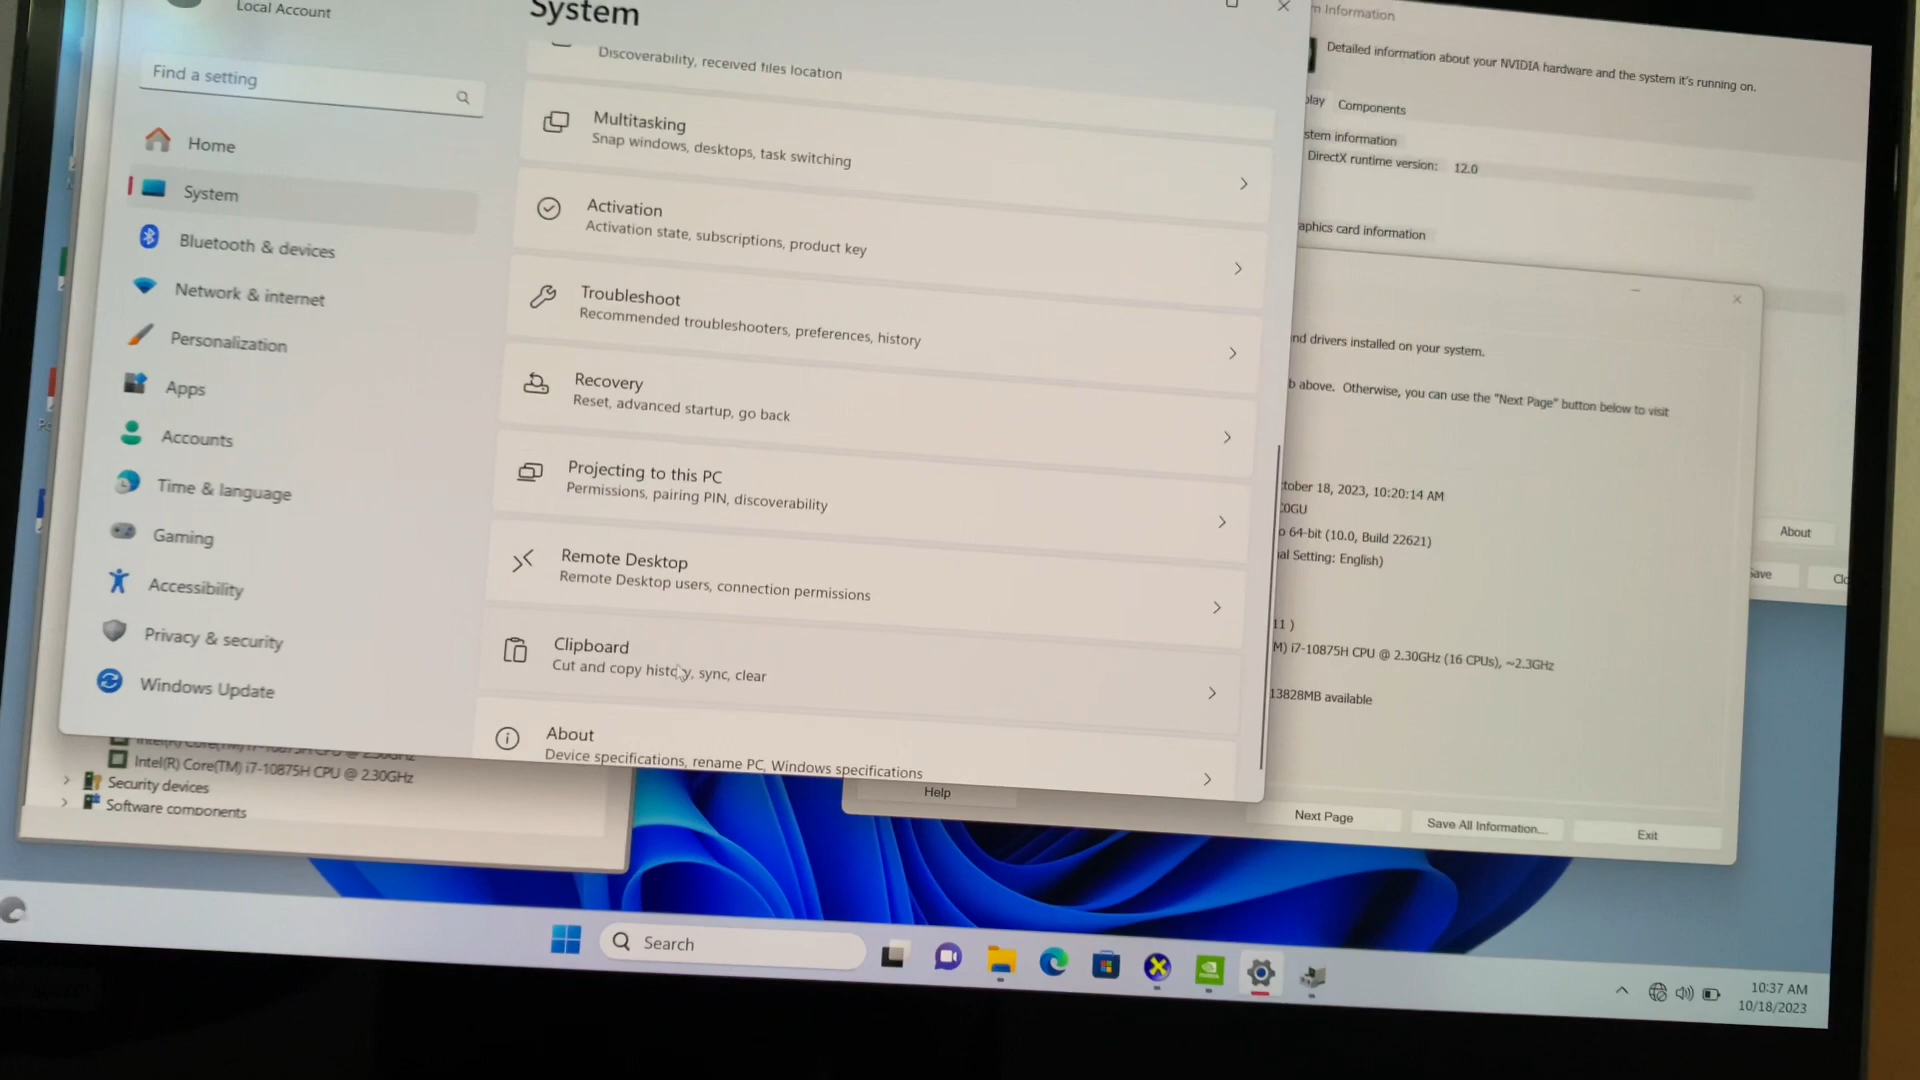 Local Account
Find a setting
Home
System
Bluetooth & devices
Network & internet
Personalization
Apps
Accounts
Time & language
Gaming
Accessibility
Privacy & security
Windows Update
System
Discoverability, received files location
Multitasking
Snap windows, desktops, task switching
Activation
Activation state, subscriptions, product key
Troubleshoot
Recommended troubleshooters, preferences, history
Recovery
Reset, advanced startup, go back
Projecting to this PC
Permissions, pairing PIN, discoverability
Remote Desktop
Remote Desktop users, connection permissions
Clipboard
Cut and copy history, sync, clear
About
Device specifications, rename PC, Windows specifications
Information
Detailed information about your NVIDIA hardware and the system it's running on.
Components
information
DirectX runtime version: 12.0
card information
About
drivers installed on your system.
above. Otherwise, you can use the "Next Page" button below to visit
18, 2023, 10:20:14 AM
64-bit (10.0, Build 22621)
Setting: English)
i7-10875H CPU @ 2.30GHz (16 CPUs), ~2.3GHz
13828MB available
Help
Next Page
Save All Information...
Exit
Intel(R) Core(TM) i7-10875H CPU @ 2.30GHz
Intel(R) Core(TM) i7-10875H CPU @ 2.30GHz
Security devices
Software components
Search
10:37 AM
10/18/2023